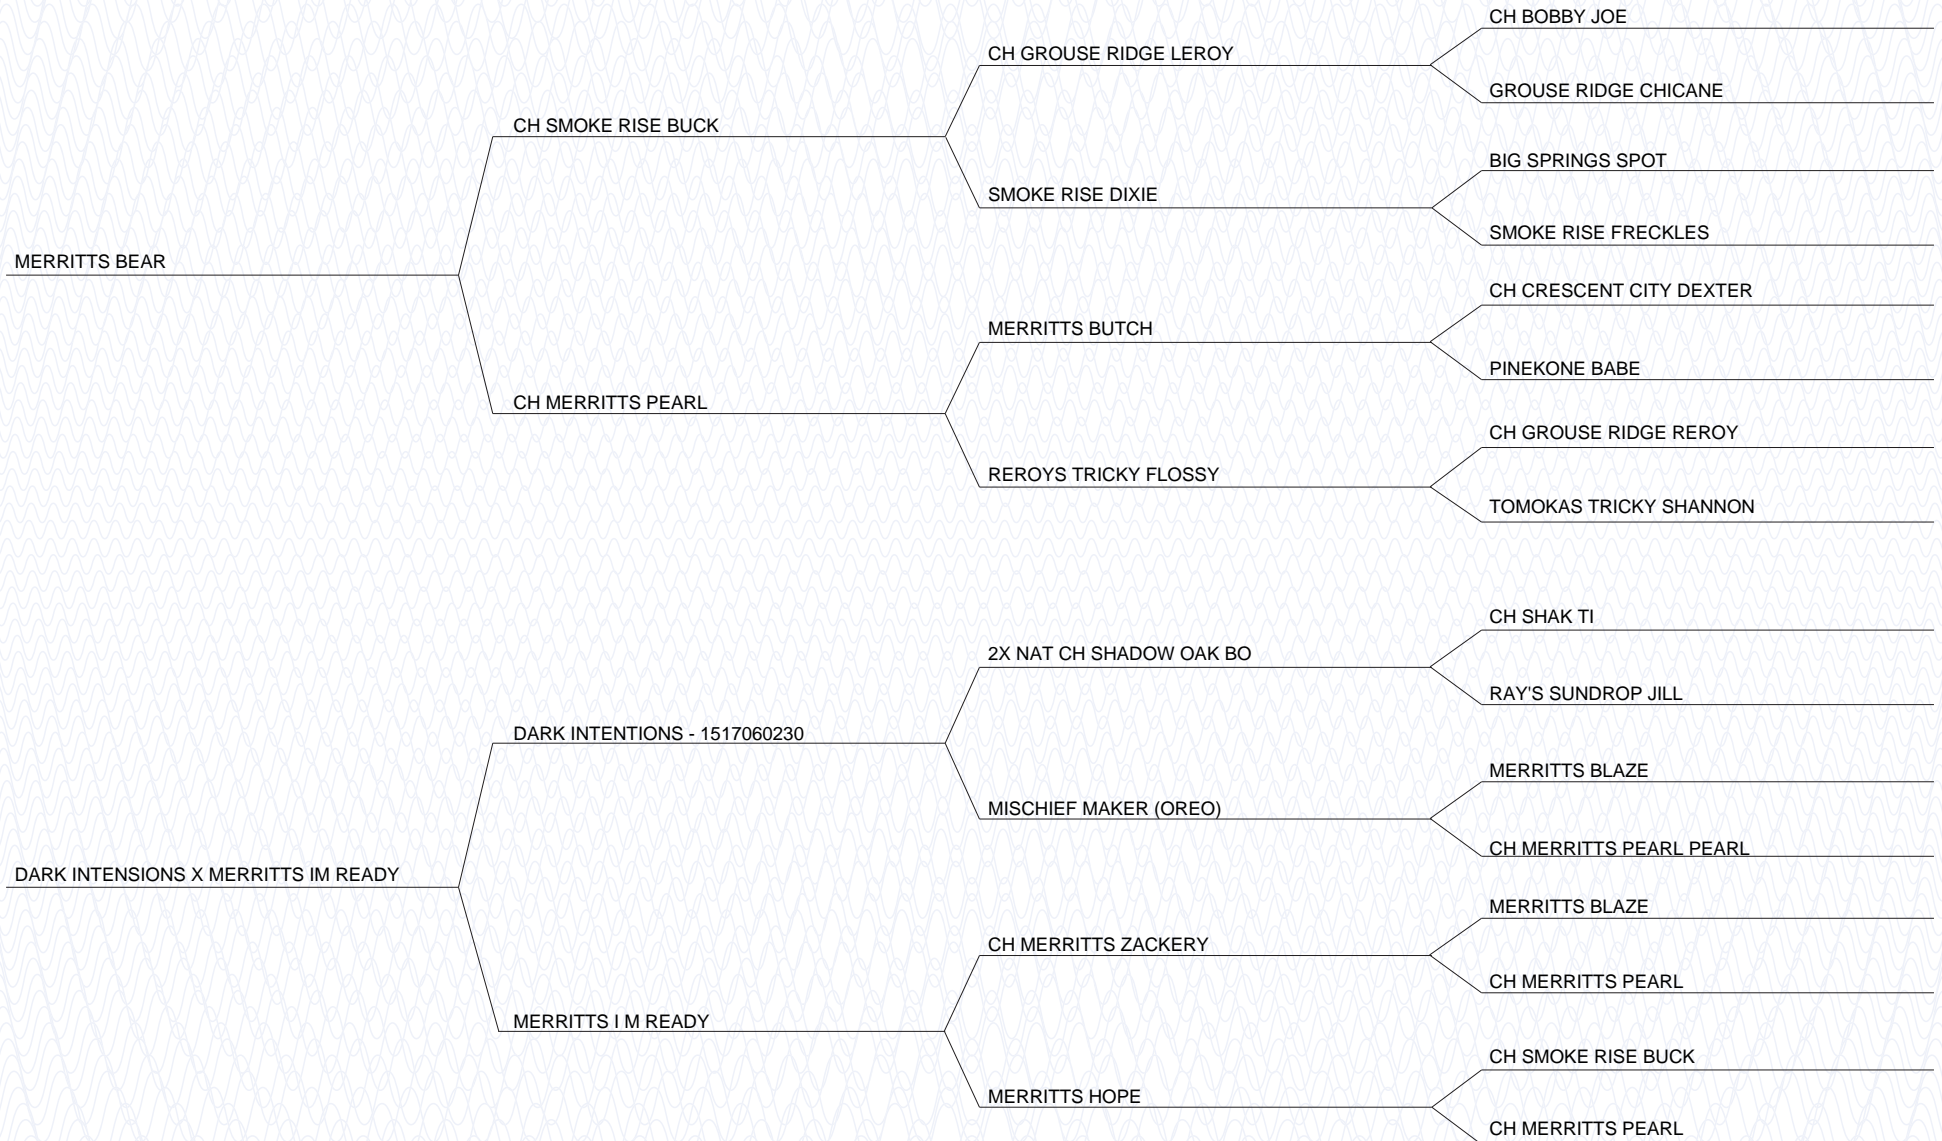 CH BOBBY JOE
CH GROUSE RIDGE LEROY
GROUSE RIDGE CHICANE
CH SMOKE RISE BUCK
BIG SPRINGS SPOT
SMOKE RISE DIXIE
SMOKE RISE FRECKLES
MERRITTS BEAR
CH CRESCENT CITY DEXTER
MERRITTS BUTCH
PINEKONE BABE
CH MERRITTS PEARL
CH GROUSE RIDGE REROY
REROYS TRICKY FLOSSY
TOMOKAS TRICKY SHANNON
CH SHAK TI
2X NAT CH SHADOW OAK BO
RAY'S SUNDROP JILL
DARK INTENTIONS - 1517060230
MERRITTS BLAZE
MISCHIEF MAKER (OREO)
CH MERRITTS PEARL PEARL
DARK INTENSIONS X MERRITTS IM READY
MERRITTS BLAZE
CH MERRITTS ZACKERY
CH MERRITTS PEARL
MERRITTS I M READY
CH SMOKE RISE BUCK
MERRITTS HOPE
CH MERRITTS PEARL